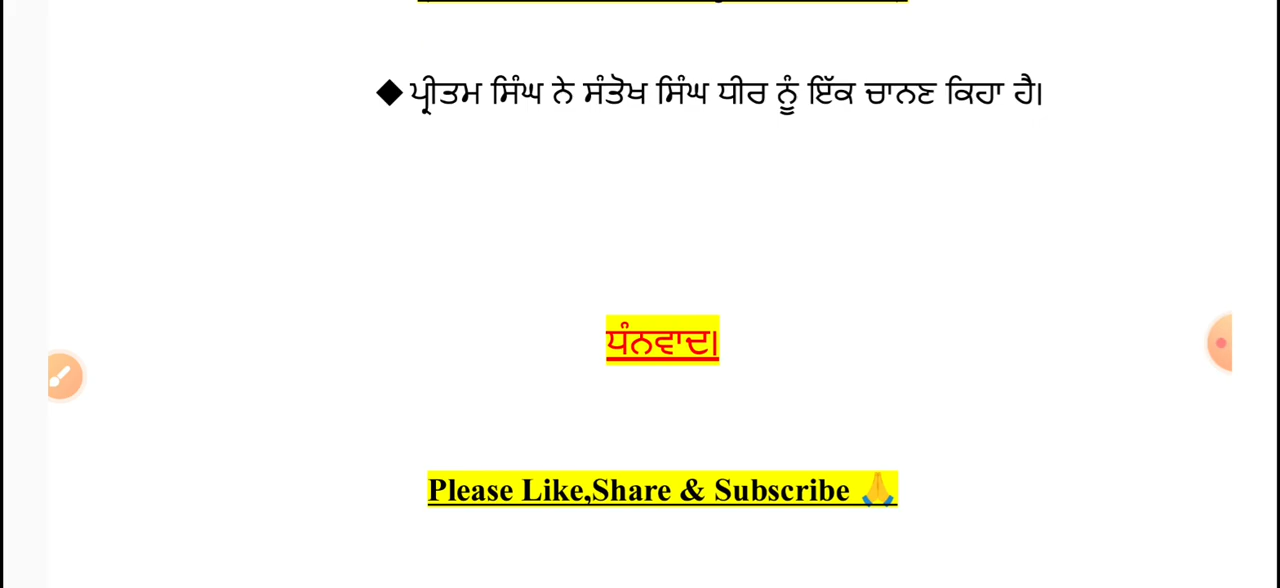 ◆ ਪ੍ਰੀਤਮ ਸਿੰਘ ਨੇ ਸੰਤੋਖ ਸਿੰਘ ਧੀਰ ਨੂੰ ਇੱਕ ਚਾਨਣ ਕਿਹਾ ਹੈ।
ਧੰਨਵਾਦ।
Please Like,Share & Subscribe 🙏